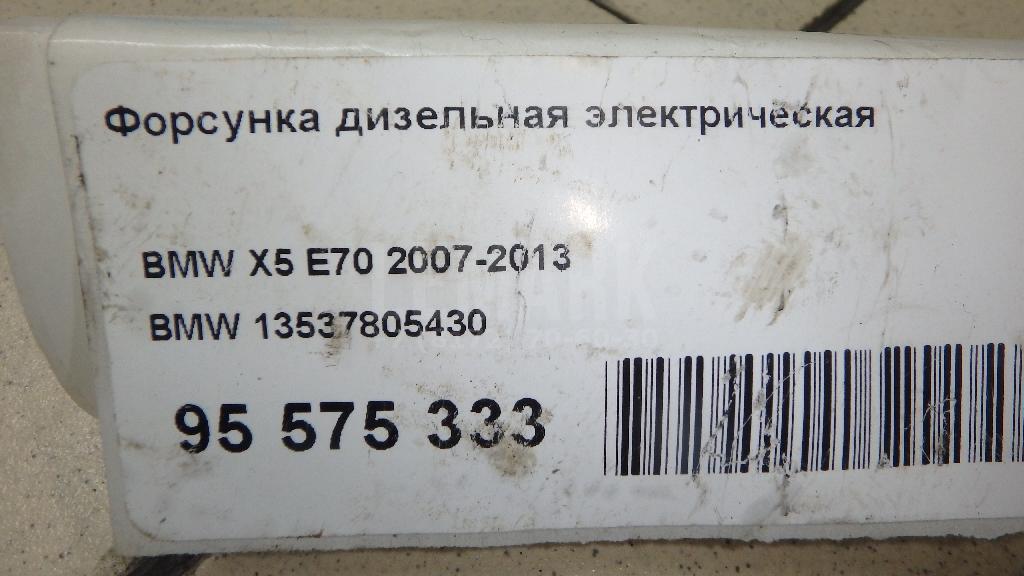 Форсунка дизельная электрическая
BMW X5 E70 2007-2013
BMW 13537805430
95 575 333